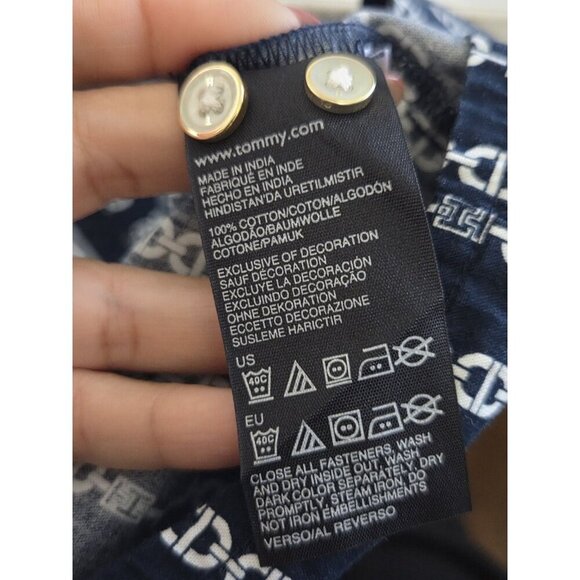 www.tommy.com
MADE IN INDIA
FABRIQUÉ EN INDE
HECHO EN INDIA
HINDISTAN'DA ÜRETILMISTIR
100% COTTON/COTON/ALGODÓN
ALGODÃO/BAUMWOLLE
COTONE/PAMUK
EXCLUSIVE OF DECORATION
SAUF DÉCORATION
EXCLUYE LA DECORACIÓN
EXCLUINDO DECORAÇÃO
OHNE DEKORATION
ECCETTO DECORAZIONE
SUSLEME HARICTIR
US
40C
EU
40C
CLOSE ALL FASTENERS, WASH
AND DRY INSIDE OUT, WASH
DARK COLOR SEPARATELY, DRY
PROMPTLY, STEAM IRON, DO
NOT IRON EMBELLISHMENTS
VERSO/AL REVERSO